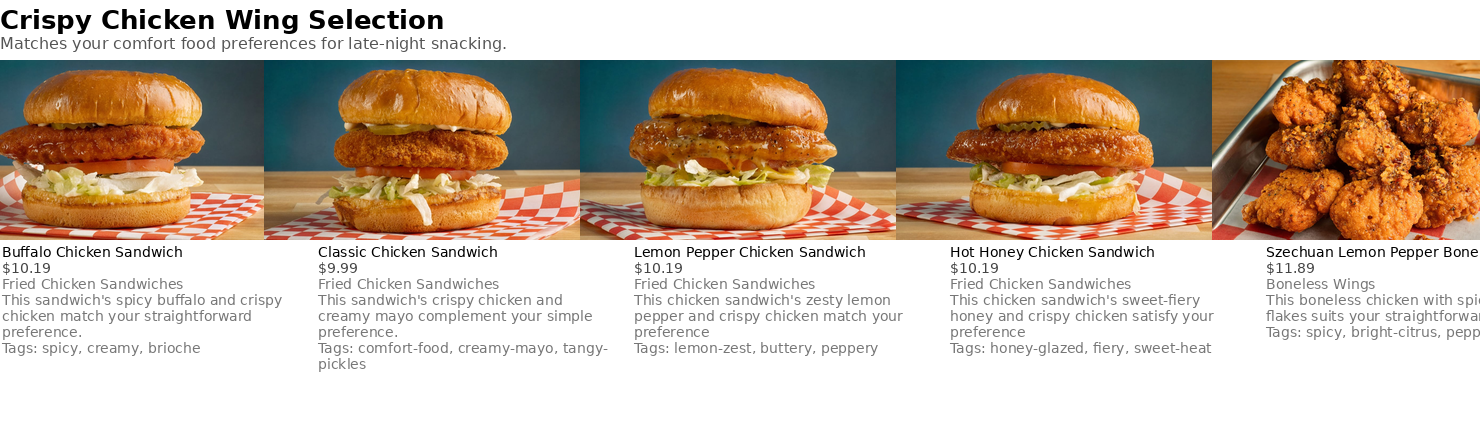 Crispy Chicken Wing Selection
Matches your comfort food preferences for late-night snacking.
Buffalo Chicken Sandwich
$10.19
Fried Chicken Sandwiches
This sandwich's spicy buffalo and crispy
chicken match your straightforward
preference.
Tags: spicy, creamy, brioche
Classic Chicken Sandwich
$9.99
Fried Chicken Sandwiches
This sandwich's crispy chicken and
creamy mayo complement your simple
preference.
Tags: comfort-food, creamy-mayo, tangy-
pickles
Lemon Pepper Chicken Sandwich
$10.19
Fried Chicken Sandwiches
This chicken sandwich's zesty lemon
pepper and crispy chicken match your
preference
Tags: lemon-zest, buttery, peppery
Hot Honey Chicken Sandwich
$10.19
Fried Chicken Sandwiches
This chicken sandwich's sweet-fiery
honey and crispy chicken satisfy your
preference
Tags: honey-glazed, fiery, sweet-heat
Szechuan Lemon Pepper Bone
$11.89
Boneless Wings
This boneless chicken with
flakes suits your
Tags: spicy, bright-citrus,